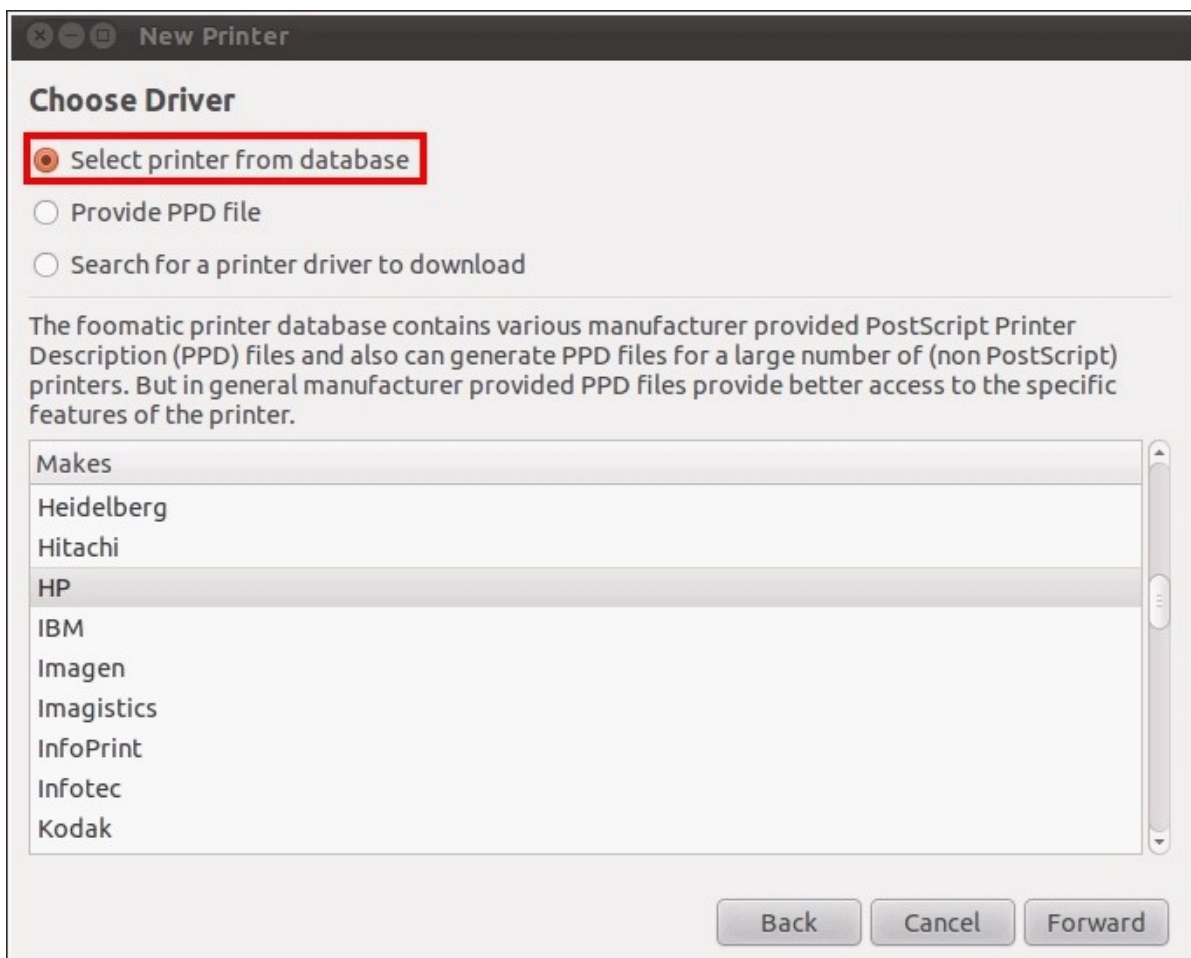 New Printer
Choose Driver
Select printer from database
Provide PPD file
Search for a printer driver to download
The foomatic printer database contains various manufacturer provided PostScript Printer
Description (PPD) files and also can generate PPD files for a large number of (non PostScript)
printers. But in general manufacturer provided PPD files provide better access to the specific
features of the printer.
Makes
Heidelberg
Hitachi
HP
IBM
Imagen
Imagistics
InfoPrint
Infotec
Kodak
Back Cancel Forward